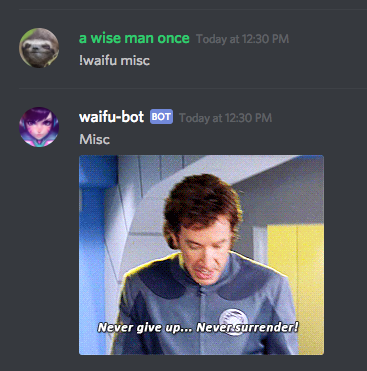 a wise man once Today at 12:30 PM
!waifu misc
waifu-bot BOT Today at 12:30 PM
Misc
Never give up... Never surrender!